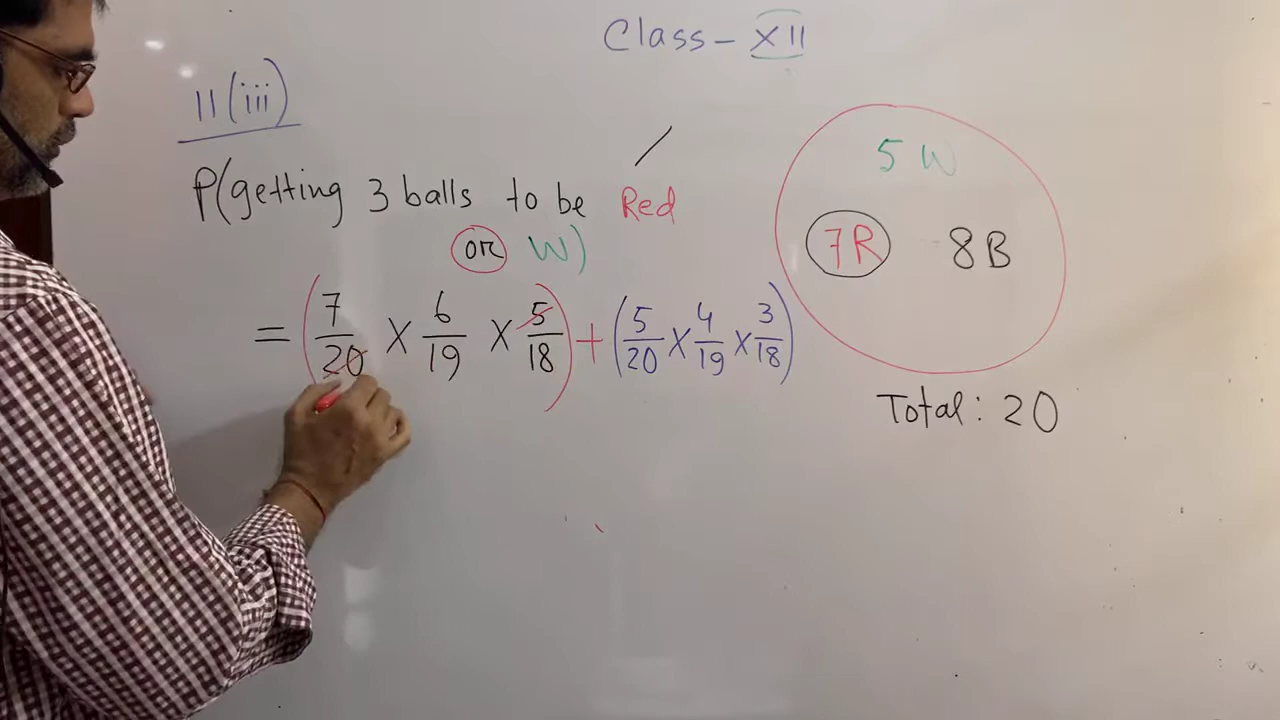 Class - XII
11(iii)
P(getting 3 balls to be Red
or W)
= (7/20 X 6/19 X 5/18) + (5/20 X 4/19 X 3/18)
5 W
7R 8B
Total: 20